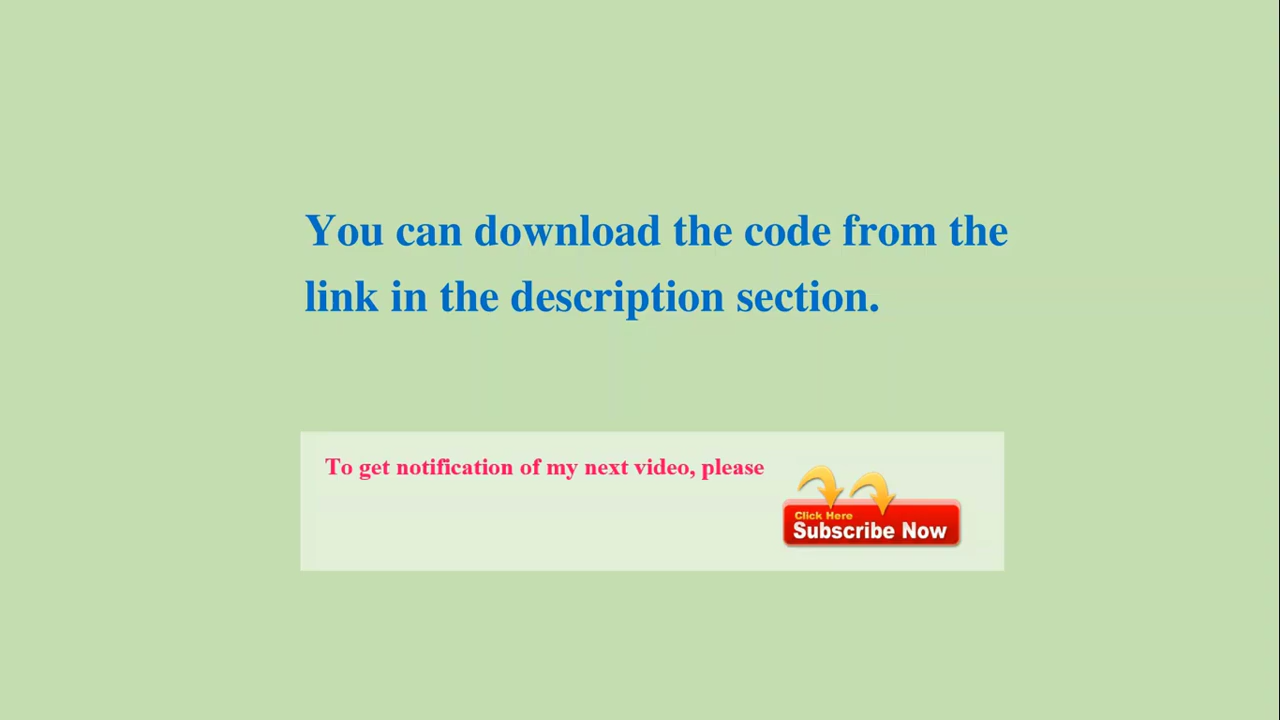 You can download the code from the
link in the description section.
To get notification of my next video, please
Click Here
Subscribe Now